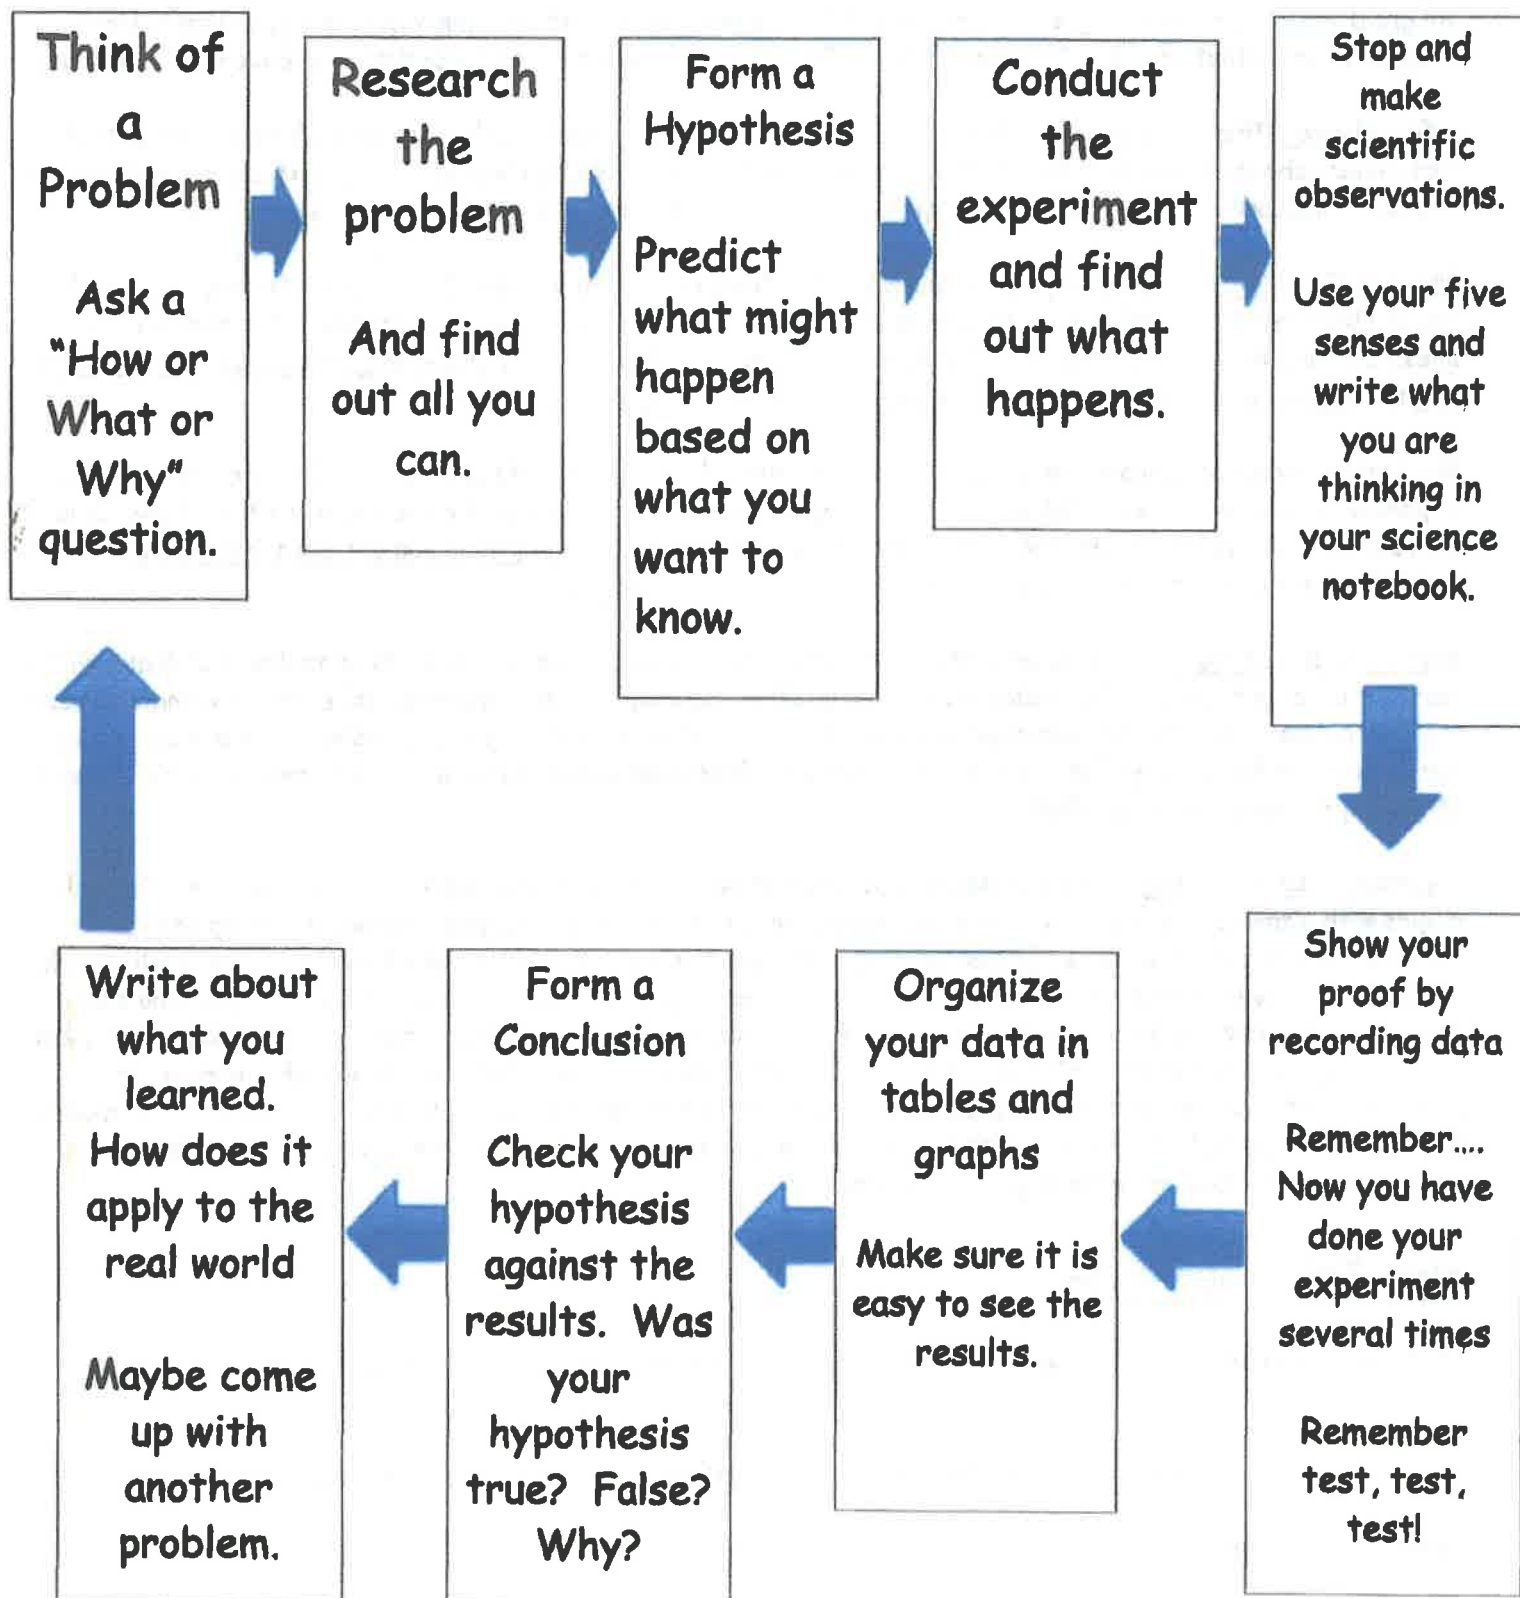 Think of
a
Problem
Ask a
"How or
What or
Why"
question.
Research
the
problem
And find
out all you
can.
Form a
Hypothesis
Predict
what might
happen
based on
what you
want to
know.
Conduct
the
experiment
and find
out what
happens.
Stop and
make
scientific
observations.
Use your five
senses and
write what
you are
thinking in
your science
notebook.
Show your
proof by
recording data
Remember....
Now you have
done your
experiment
several times
Remember
test, test,
test!
Organize
your data in
tables and
graphs
Make sure it is
easy to see the
results.
Form a
Conclusion
Check your
hypothesis
against the
results. Was
your
hypothesis
true? False?
Why?
Write about
what you
learned.
How does it
apply to the
real world
Maybe come
up with
another
problem.